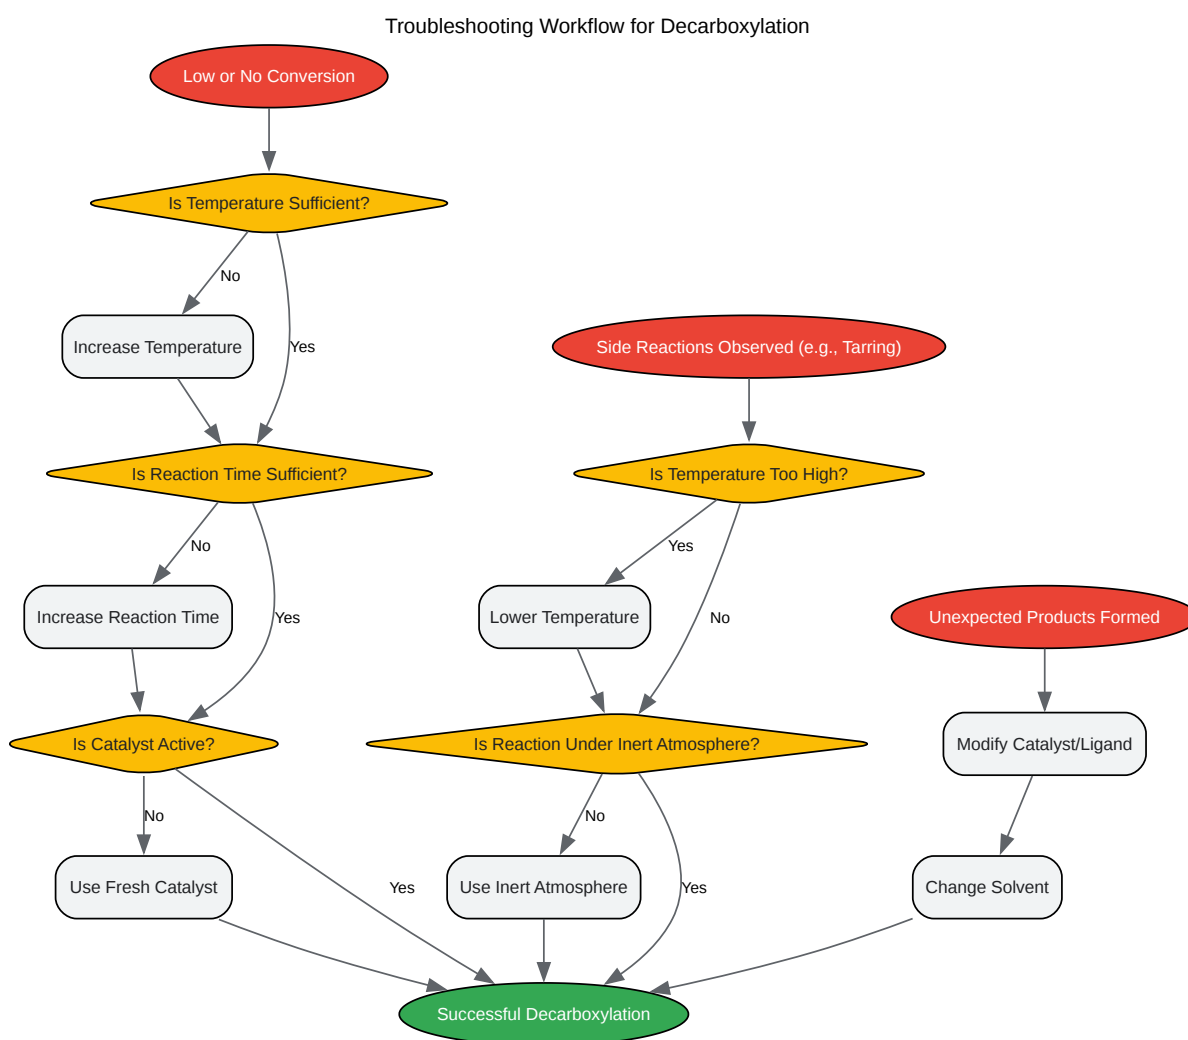 Troubleshooting Workflow for Decarboxylation
Low or No Conversion
Is Temperature Sufficient?
No
Increase Temperature
Yes
Side Reactions Observed (e.g., Tarring)
Is Reaction Time Sufficient?
Is Temperature Too High?
No
Yes
Increase Reaction Time
Yes
Lower Temperature
No
Unexpected Products Formed
Is Catalyst Active?
Is Reaction Under Inert Atmosphere?
Modify Catalyst/Ligand
No
No
Use Fresh Catalyst
Yes
Use Inert Atmosphere
Yes
Change Solvent
Successful Decarboxylation